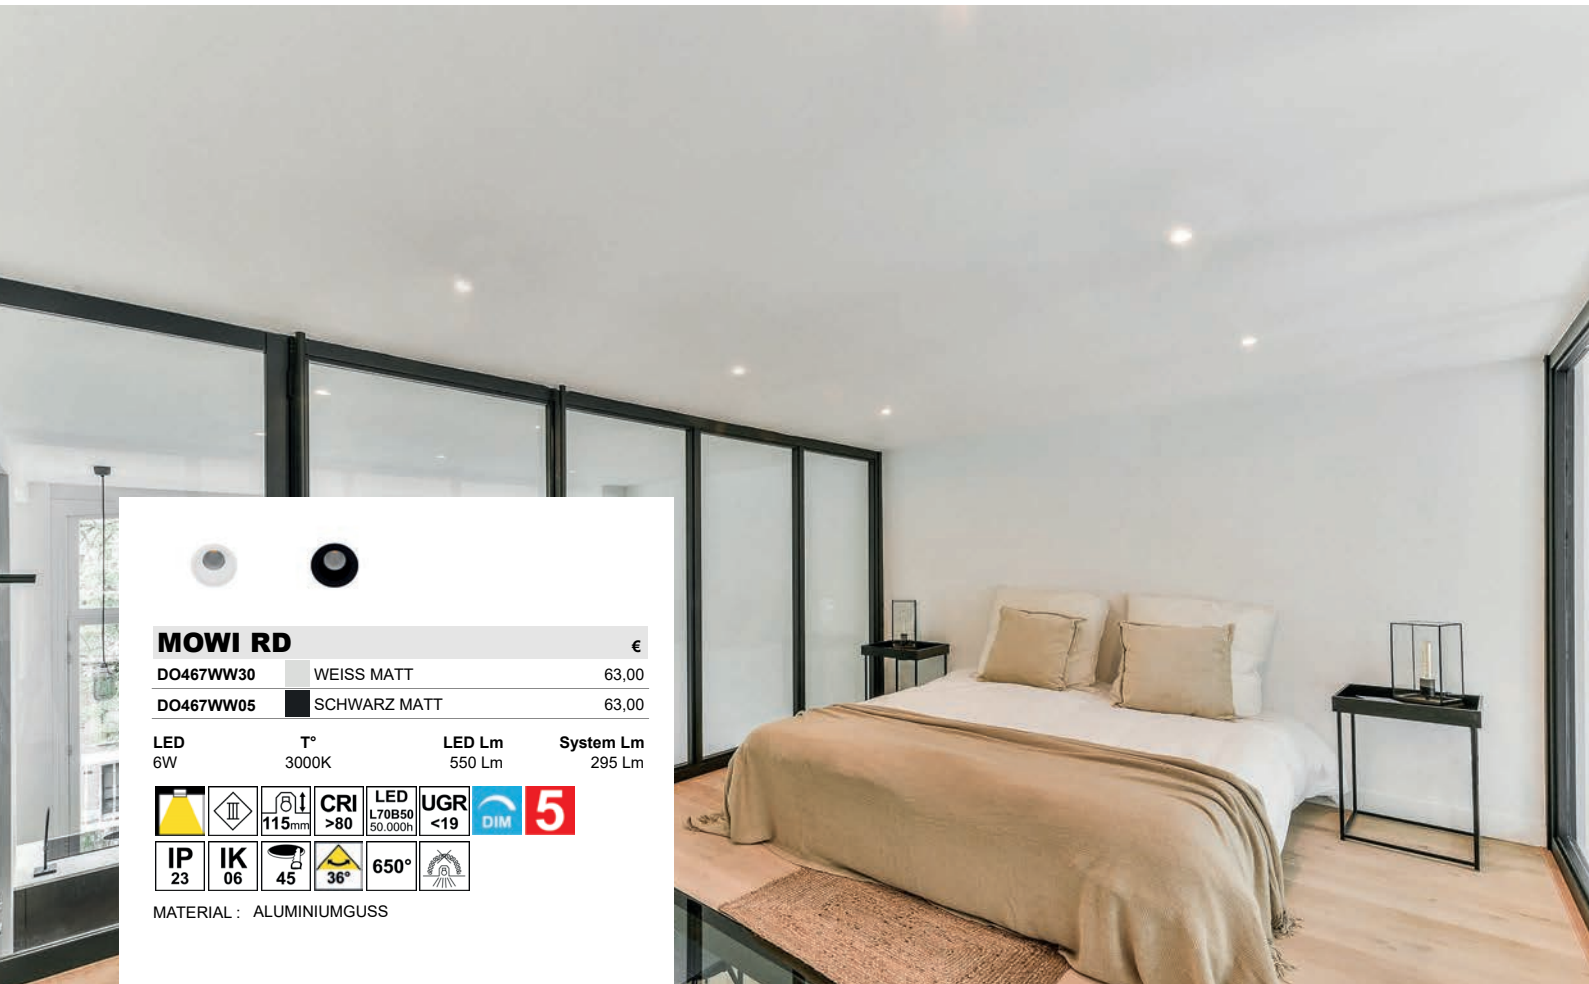 MOWI RD €
DO467WW30 WEISS MATT 63,00
DO467WW05 SCHWARZ MATT 63,00
LED T° LED Lm System Lm
6W 3000K 550 Lm 295 Lm
III 115mm CRI >80 LED L70B50 50.000h UGR <19 DIM 5
IP 23 IK 06 45 36° 650°
MATERIAL : ALUMINIUMGUSS